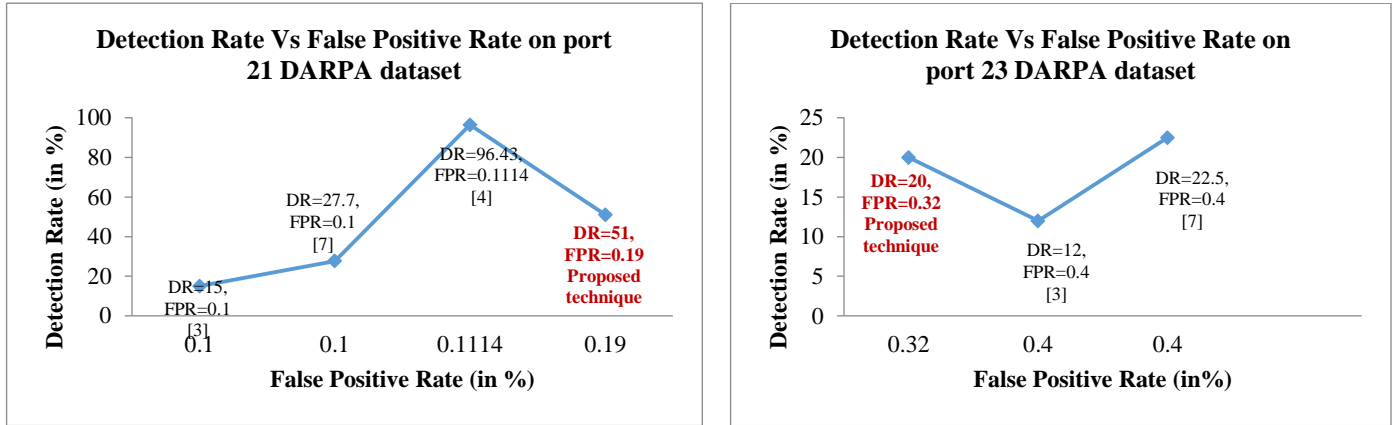 Detection Rate Vs False Positive Rate on port
21 DARPA dataset
Detection Rate (in %)
100
80
60
40
20
0
DR=15,
FPR=0.1
[3]
DR=27.7,
FPR=0.1
[7]
DR=96.43,
FPR=0.1114
[4]
DR=51,
FPR=0.19
Proposed
technique
0.1
0.1
0.1114
0.19
False Positive Rate (in %)
Detection Rate Vs False Positive Rate on
port 23 DARPA dataset
Detection Rate (in %)
25
20
15
10
5
0
DR=20,
FPR=0.32
Proposed
technique
DR=12,
FPR=0.4
[3]
DR=22.5,
FPR=0.4
[7]
0.32
0.4
0.4
False Positive Rate (in%)